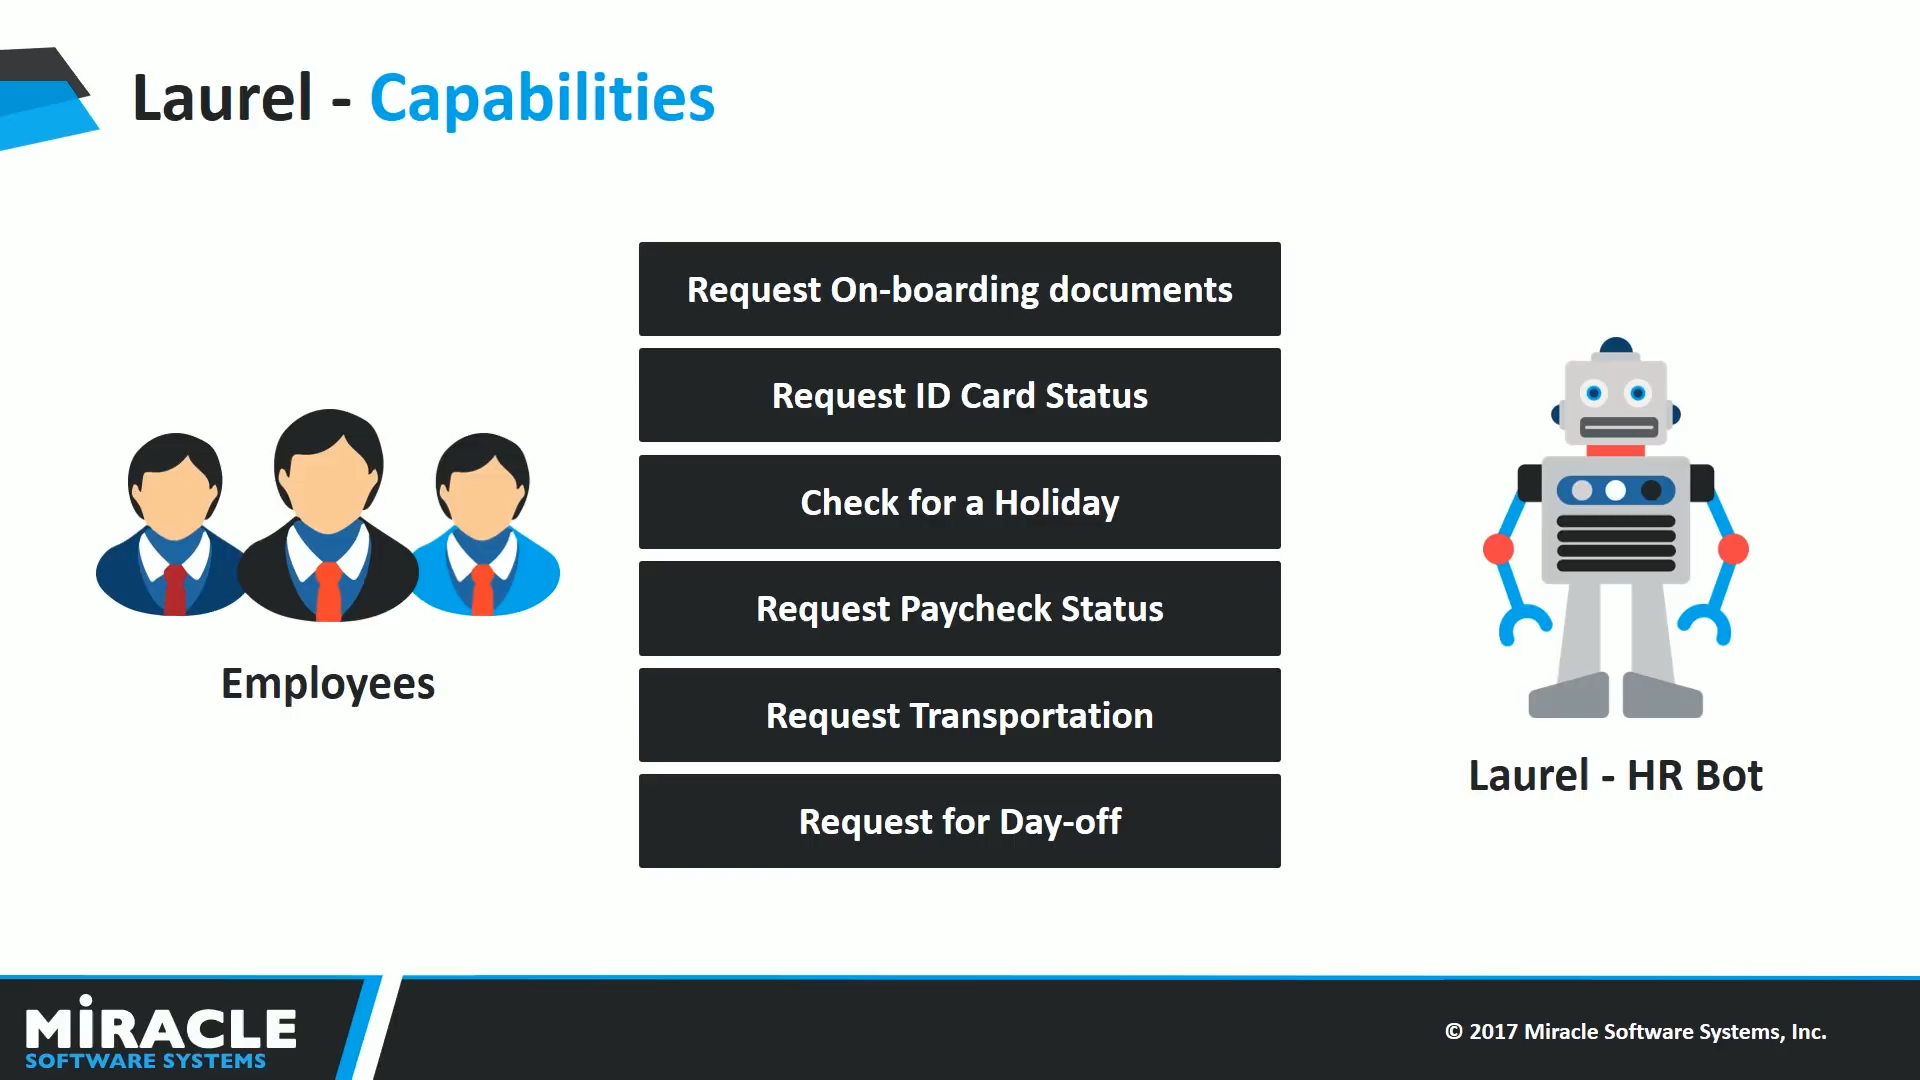 Laurel - Capabilities
Request On-boarding documents
Request ID Card Status
Check for a Holiday
Request Paycheck Status
Request Transportation
Request for Day-off
Employees
Laurel - HR Bot
MiRACLE
SOFTWARE SYSTEMS
© 2017 Miracle Software Systems, Inc.